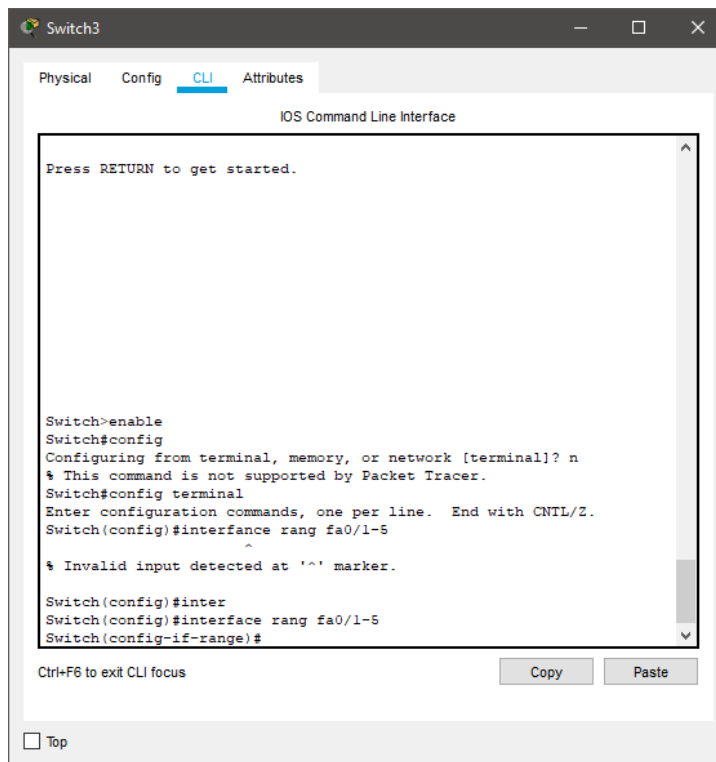 Switch3
Physical Config CLI Attributes
IOS Command Line Interface
Press RETURN to get started.
Switch>enable
Switch#config
Configuring from terminal, memory, or network [terminal]? n
% This command is not supported by Packet Tracer.
Switch#config terminal
Enter configuration commands, one per line.  End with CNTL/Z.
Switch(config)#interfance rang fa0/1-5
^
% Invalid input detected at '^' marker.
Switch(config)#inter
Switch(config)#interface rang fa0/1-5
Switch(config-if-range)#
Ctrl+F6 to exit CLI focus
Copy Paste
Top